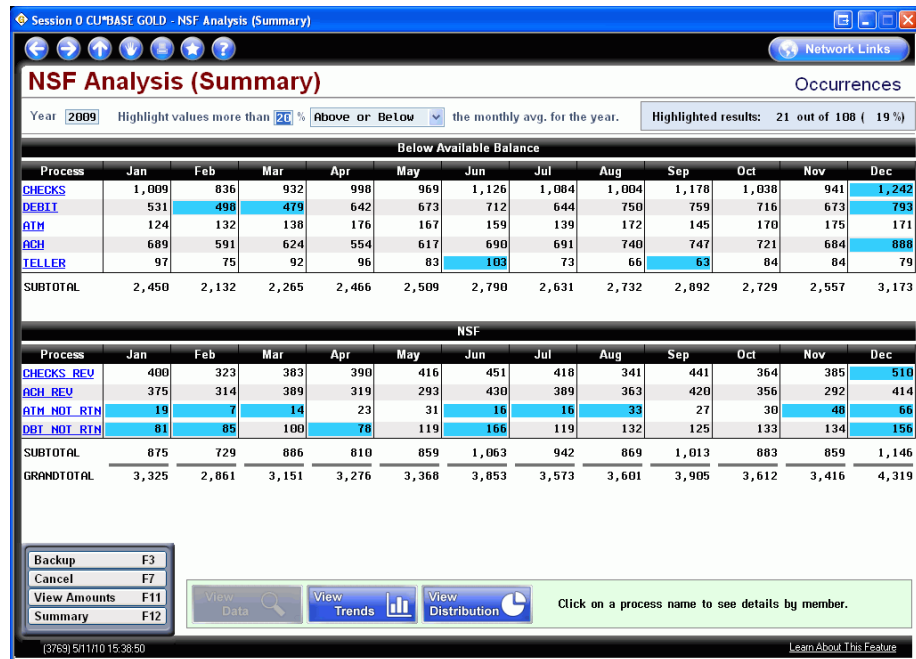 Session 0 CU*BASE GOLD - NSF Analysis (Summary)
Network Links
NSF Analysis (Summary) Occurrences
Year 2009 Highlight values more than 20 % Above or Below the monthly avg. for the year. Highlighted results: 21 out of 108 ( 19 %)
Below Available Balance
Process Jan Feb Mar Apr May Jun Jul Aug Sep Oct Nov Dec
CHECKS 1,009 836 932 998 969 1,126 1,084 1,004 1,178 1,038 941 1,242
DEBIT 531 498 479 642 673 712 644 750 759 716 673 793
ATM 124 132 138 176 167 159 139 172 145 170 175 171
ACH 689 591 624 554 617 690 691 740 747 721 684 888
TELLER 97 75 92 96 83 103 73 66 63 84 84 79
SUBTOTAL 2,450 2,132 2,265 2,466 2,509 2,790 2,631 2,732 2,892 2,729 2,557 3,173
NSF
Process Jan Feb Mar Apr May Jun Jul Aug Sep Oct Nov Dec
CHECKS REV 400 323 383 390 416 451 418 341 441 364 385 510
ACH REV 375 314 389 319 293 430 389 363 420 356 292 414
ATM NOT RTN 19 7 14 23 31 16 16 33 27 30 48 66
DBT NOT RTN 81 85 100 78 119 166 119 132 125 133 134 156
SUBTOTAL 875 729 886 810 859 1,063 942 869 1,013 883 859 1,146
GRANDTOTAL 3,325 2,861 3,151 3,276 3,368 3,853 3,573 3,601 3,905 3,612 3,416 4,319
Backup F3
Cancel F7
View Amounts F11
Summary F12
View Data
View Trends
View Distribution
Click on a process name to see details by member.
(3769) 5/11/10 15:38:50 Learn About This Feature